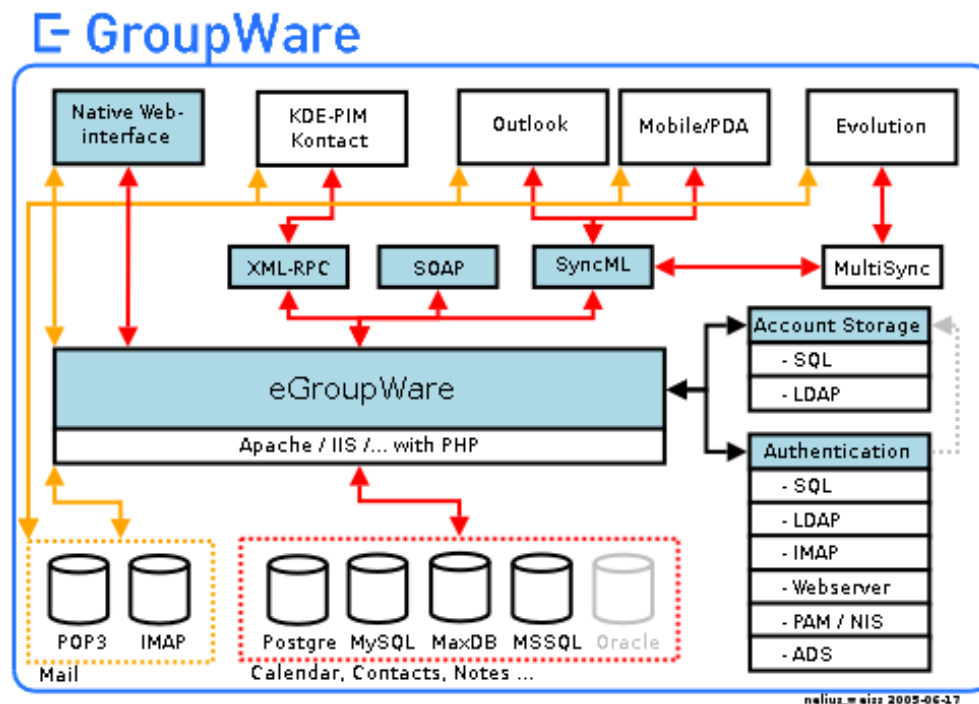 E- GroupWare
Native Web-
interface
KDE-PIM
Kontact
Outlook
Mobile/PDA
Evolution
XML-RPC
SOAP
SyncML
MultiSync
eGroupWare
Apache / IIS /... with PHP
Account Storage
- SQL
- LDAP
Authentication
- SQL
- LDAP
- IMAP
- Webserver
- PAM / NIS
- ADS
POP3
IMAP
Mail
Postgre
MySQL
MaxDB
MSSQL
Oracle
Calendar, Contacts, Notes ...
2005-06-17